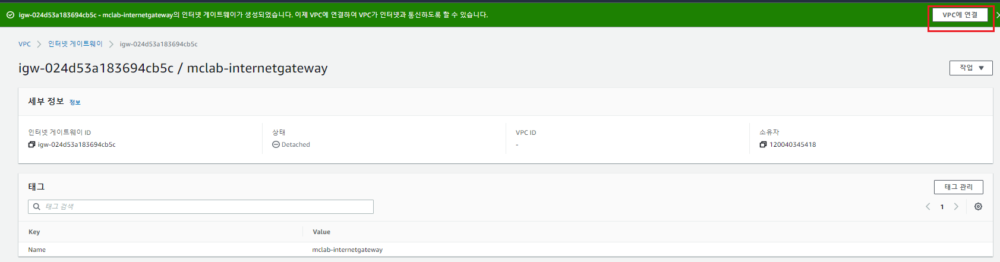 igw-024d53a183694cb5c - mclab-internetgateway의 인터넷 게이트웨이가 생성되었습니다. 이제 VPC에 연결하여 VPC가 인터넷과 통신하도록 할 수 있습니다.
VPC에 연결
VPC 인터넷 게이트웨이 igw-024d53a183694cb5c
igw-024d53a183694cb5c / mclab-internetgateway
작업
세부 정보 정보
인터넷 게이트웨이 ID
igw-024d53a183694cb5c
상태
Detached
VPC ID
-
소유자
120040345418
태그
태그 관리
태그 검색
1
Key Value
Name mclab-internetgateway